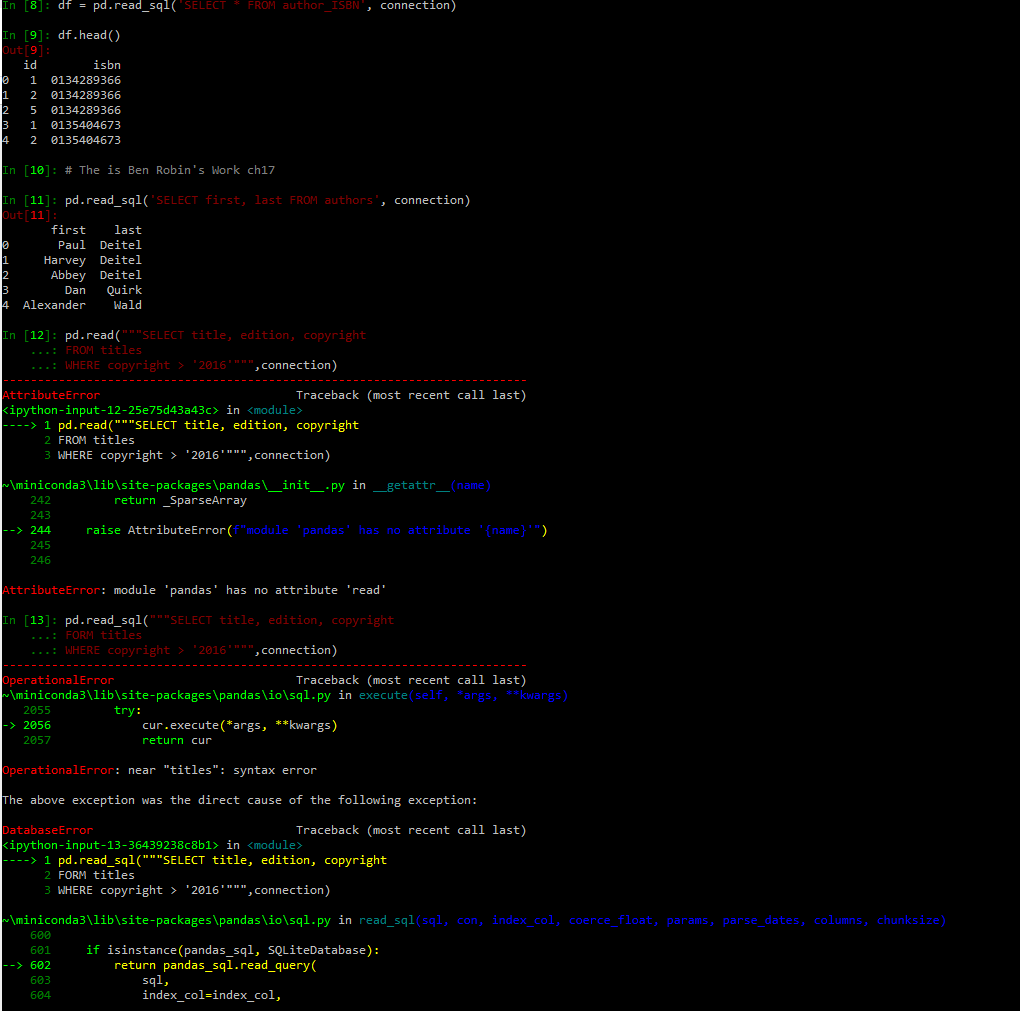 In [8]: df = pd.read_sql('SELECT * FROM author_ISBN', connection)
In [9]: df.head()
Out[9]:
   id        isbn
0   1  0134289366
1   2  0134289366
2   5  0134289366
3   1  0135404673
4   2  0135404673
In [10]: # The is Ben Robin's Work ch17
In [11]: pd.read_sql('SELECT first, last FROM authors', connection)
Out[11]:
       first    last
0        Paul  Deitel
1      Harvey  Deitel
2       Abbey  Deitel
3         Dan   Quirk
4  Alexander    Wald
In [12]: pd.read("""SELECT title, edition, copyright
    ...: FROM titles
    ...: WHERE copyright > '2016'""",connection)
---------------------------------------------------------------------------
AttributeError                            Traceback (most recent call last)
<ipython-input-12-25e75d43a43c> in <module>
----> 1 pd.read("""SELECT title, edition, copyright
      2 FROM titles
      3 WHERE copyright > '2016'""",connection)
~\miniconda3\lib\site-packages\pandas\__init__.py in __getattr__(name)
    242         return _SparseArray
    243
--> 244     raise AttributeError(f"module 'pandas' has no attribute '{name}'")
    245
    246
AttributeError: module 'pandas' has no attribute 'read'
In [13]: pd.read_sql("""SELECT title, edition, copyright
    ...: FORM titles
    ...: WHERE copyright > '2016'""",connection)
---------------------------------------------------------------------------
OperationalError                          Traceback (most recent call last)
~\miniconda3\lib\site-packages\pandas\io\sql.py in execute(self, *args, **kwargs)
   2055         try:
-> 2056             cur.execute(*args, **kwargs)
   2057             return cur
OperationalError: near "titles": syntax error
The above exception was the direct cause of the following exception:
DatabaseError                             Traceback (most recent call last)
<ipython-input-13-36439238c8b1> in <module>
----> 1 pd.read_sql("""SELECT title, edition, copyright
      2 FORM titles
      3 WHERE copyright > '2016'""",connection)
~\miniconda3\lib\site-packages\pandas\io\sql.py in read_sql(sql, con, index_col, coerce_float, params, parse_dates, columns, chunksize)
    600
    601     if isinstance(pandas_sql, SQLiteDatabase):
--> 602         return pandas_sql.read_query(
    603             sql,
    604             index_col=index_col,